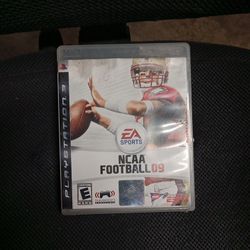 PLAYSTATION 3
EA
SPORTS
NCAA
FOOTBALL 09
E